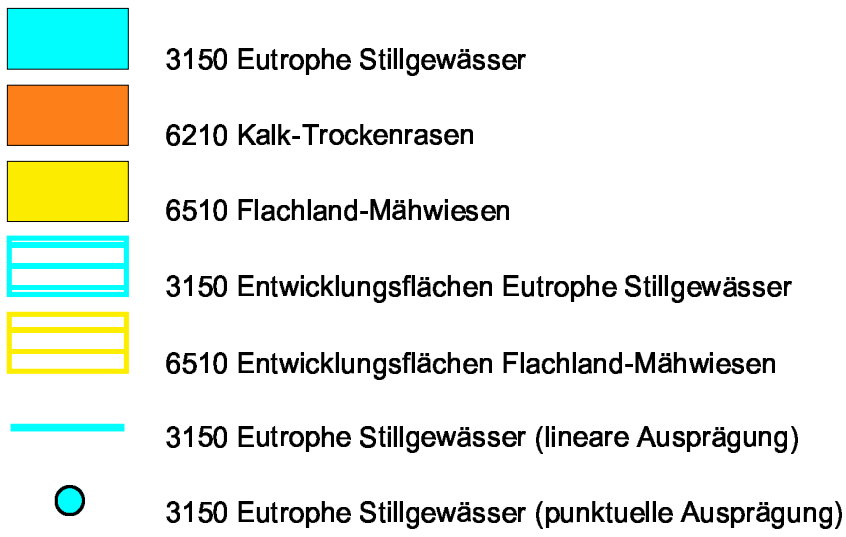 3150 Eutrophe Stillgewässer
6210 Kalk-Trockenrasen
6510 Flachland-Mähwiesen
3150 Entwicklungsflächen Eutrophe Stillgewässer
6510 Entwicklungsflächen Flachland-Mähwiesen
3150 Eutrophe Stillgewässer (lineare Ausprägung)
3150 Eutrophe Stillgewässer (punktuelle Ausprägung)